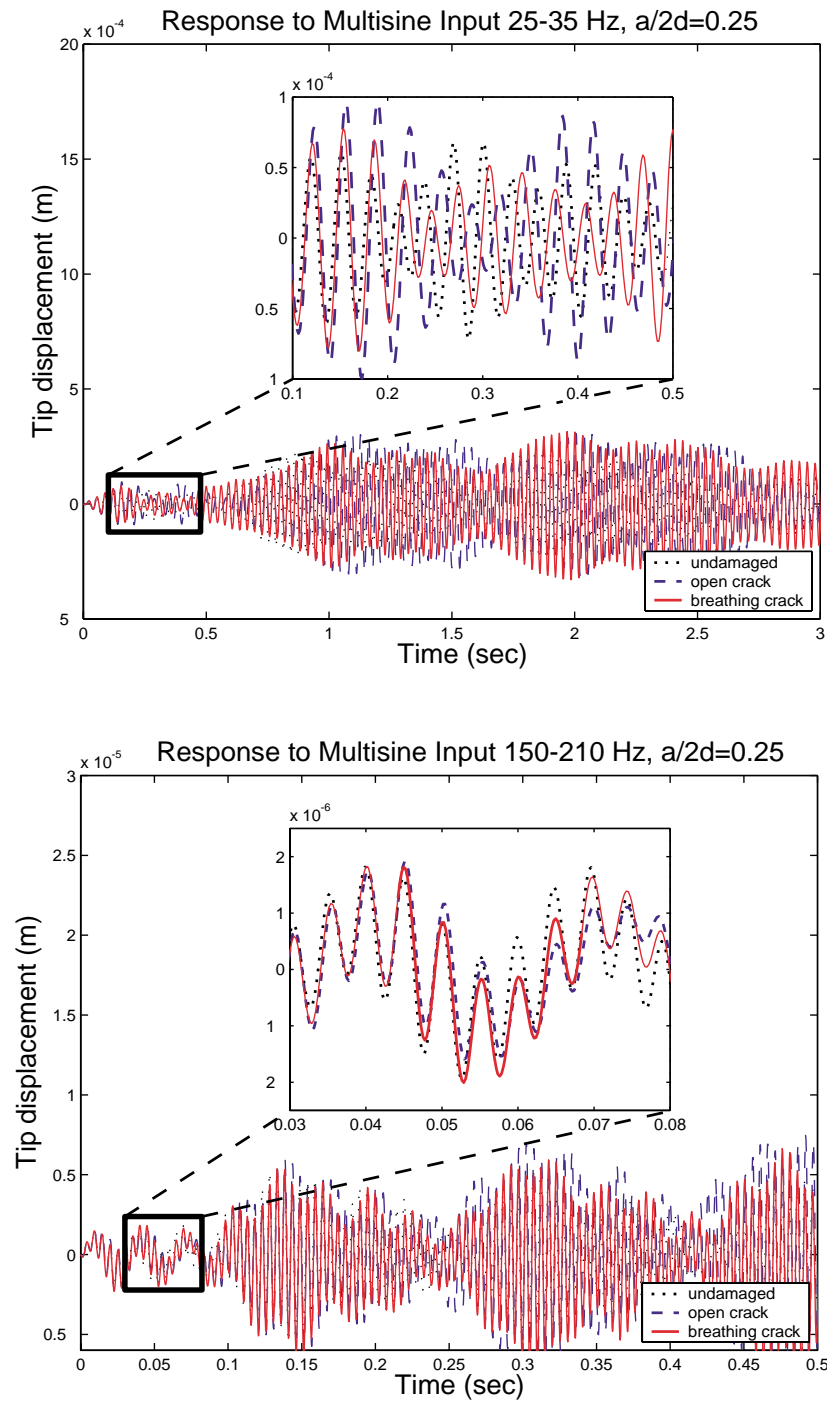 Response to Multisine Input 25-35 Hz, a/2d=0.25
x 10-4
20
15
10
5
0
5
Tip displacement (m)
x 10-4
1
0.5
0
0.5
1
0.1 0.2 0.3 0.4 0.5
undamaged
open crack
breathing crack
0 0.5 1 1.5 2 2.5 3
Time (sec)
Response to Multisine Input 150-210 Hz, a/2d=0.25
x 10-5
3
2.5
2
1.5
1
0.5
0
0.5
Tip displacement (m)
x 10-6
2
1
0
1
2
0.03 0.04 0.05 0.06 0.07 0.08
undamaged
open crack
breathing crack
0 0.05 0.1 0.15 0.2 0.25 0.3 0.35 0.4 0.45 0.5
Time (sec)